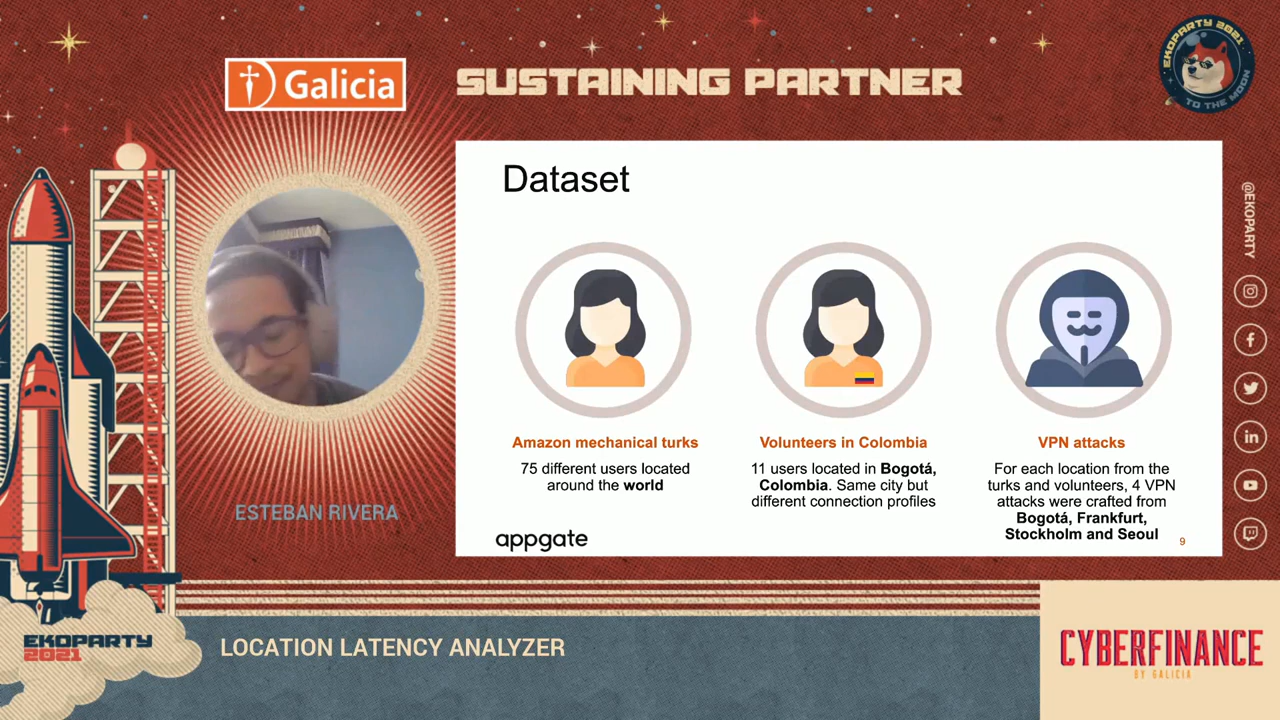 Galicia
SUSTAINING PARTNER
EKOPARTY 2021
TO THE MOON
@EKOPARTY
Dataset
Amazon mechanical turks
75 different users located
around the world
Volunteers in Colombia
11 users located in Bogotá,
Colombia. Same city but
different connection profiles
VPN attacks
For each location from the
turks and volunteers, 4 VPN
attacks were crafted from
Bogotá, Frankfurt,
Stockholm and Seoul
appgate
9
ESTEBAN RIVERA
EKOPARTY
2021
LOCATION LATENCY ANALYZER
CYBERFINANCE
BY GALICIA